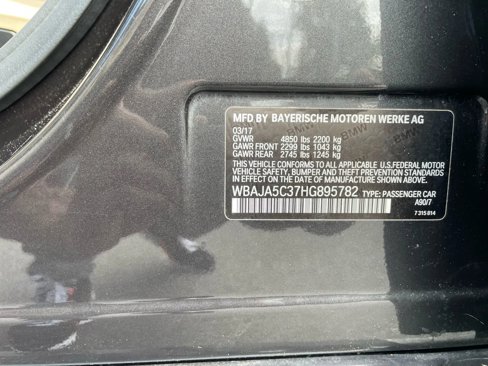 MFD BY BAYERISCHE MOTOREN WERKE AG
03/17
GVWR 4850 lbs 2200 kg
GAWR FRONT 2299 lbs 1043 kg
GAWR REAR 2745 lbs 1245 kg
THIS CONFORMS TO ALL APPLICABLE U.S.FEDERAL MOTOR
VEHICLE SAFETY, BUMPER AND THEFT PREVENTION STANDARDS
IN EFFECT ON THE DATE OF MANUFACTURE SHOWN ABOVE.
WBAJA5C37HG895782 TYPE: PASSENGER CAR
A90/7
7 315 814
BMW
BMW